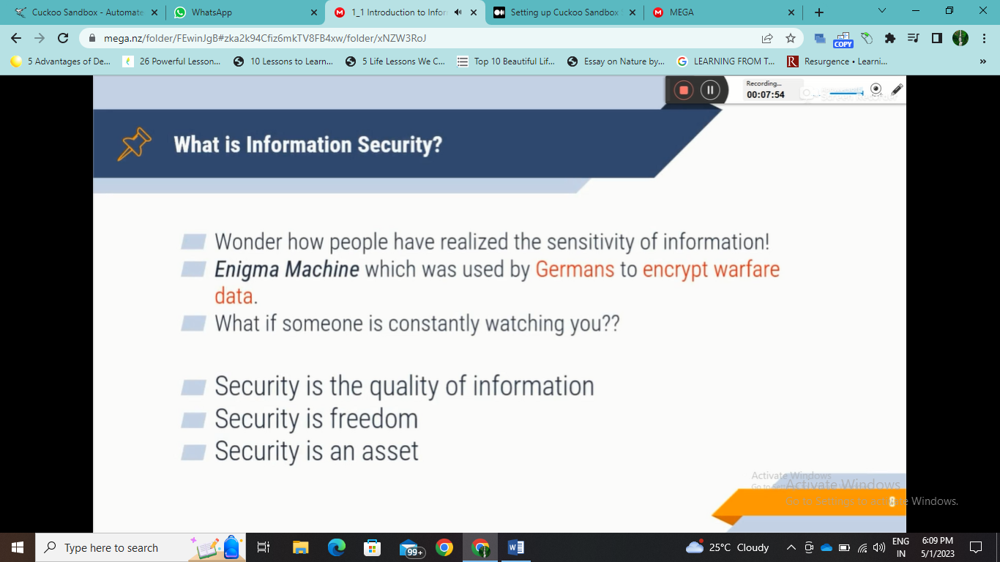 Cuckoo Sandbox - Automate
WhatsApp
1_1 Introduction to Infor
Setting up Cuckoo Sandbox
MEGA
mega.nz/folder/FEwinJgB#zka2k94Cfiz6mkTV8FB4xw/folder/xNZW3RoJ
COPY
5 Advantages of De...
26 Powerful Lesson...
10 Lessons to Learn...
5 Life Lessons We C...
Top 10 Beautiful Lif...
Essay on Nature by...
LEARNING FROM T...
Resurgence • Learni...
»
Recording...
00:07:54
What is Information Security?
Wonder how people have realized the sensitivity of information!
Enigma Machine which was used by Germans to encrypt warfare
data.
What if someone is constantly watching you??
Security is the quality of information
Security is freedom
Security is an asset
Activate Windows
Activate Windows
Go to Settings to activate Windows.
8
Type here to search
99+
25°C Cloudy
ENG
IN
6:09 PM
5/1/2023